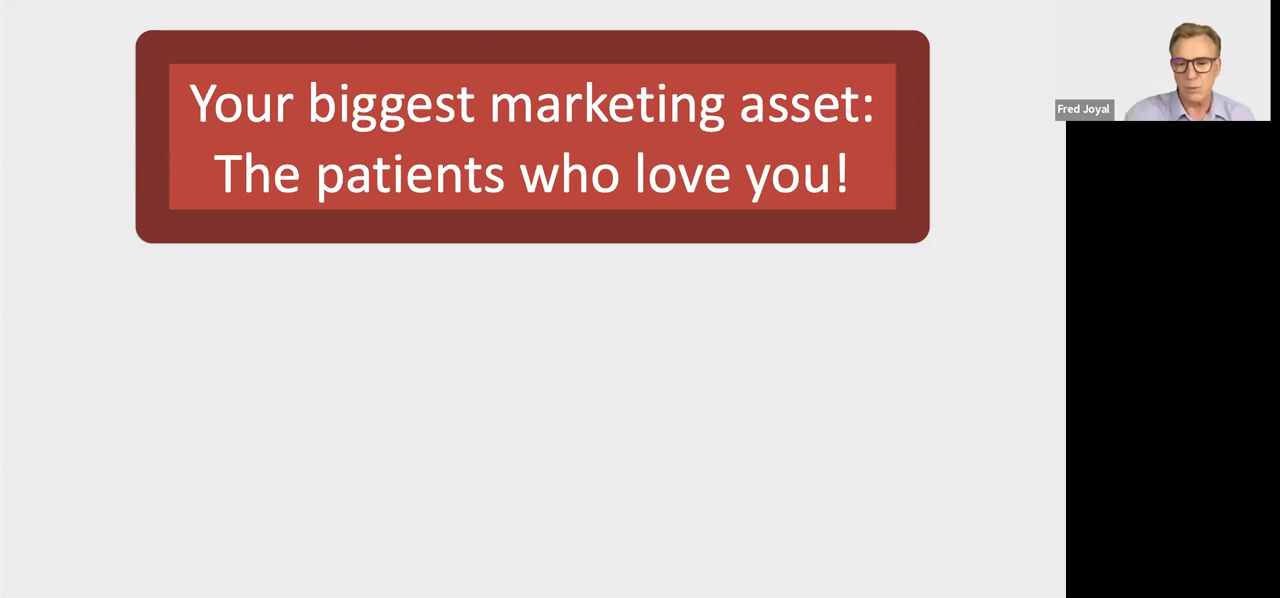 Your biggest marketing asset:
The patients who love you!
Fred Joyal